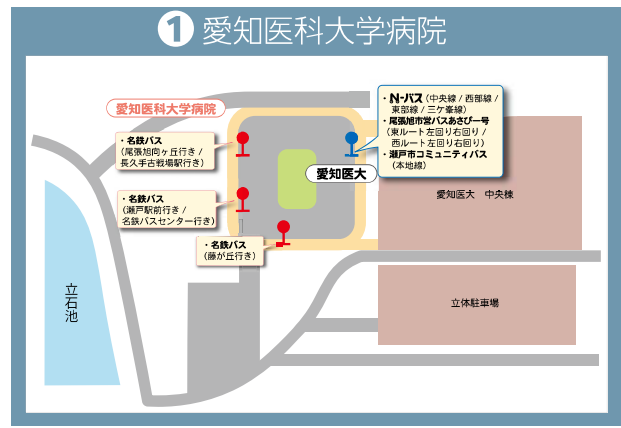 1 愛知医科大学病院
愛知医科大学病院
・名鉄バス
（尾張旭向ヶ丘行き /
長久手古戦場駅行き）
・名鉄バス
（瀬戸駅前行き /
名鉄バスセンター行き）
・名鉄バス
（藤が丘行き）
・N-バス（中央線 / 西部線 /
東部線 / 三ケ峯線）
・尾張旭市営バスあさぴー号
（東ルート左回り右回り /
西ルート左回り右回り）
・瀬戸市コミュニティバス
（本地線）
愛知医大
愛知医大　中央棟
立体駐車場
立石池